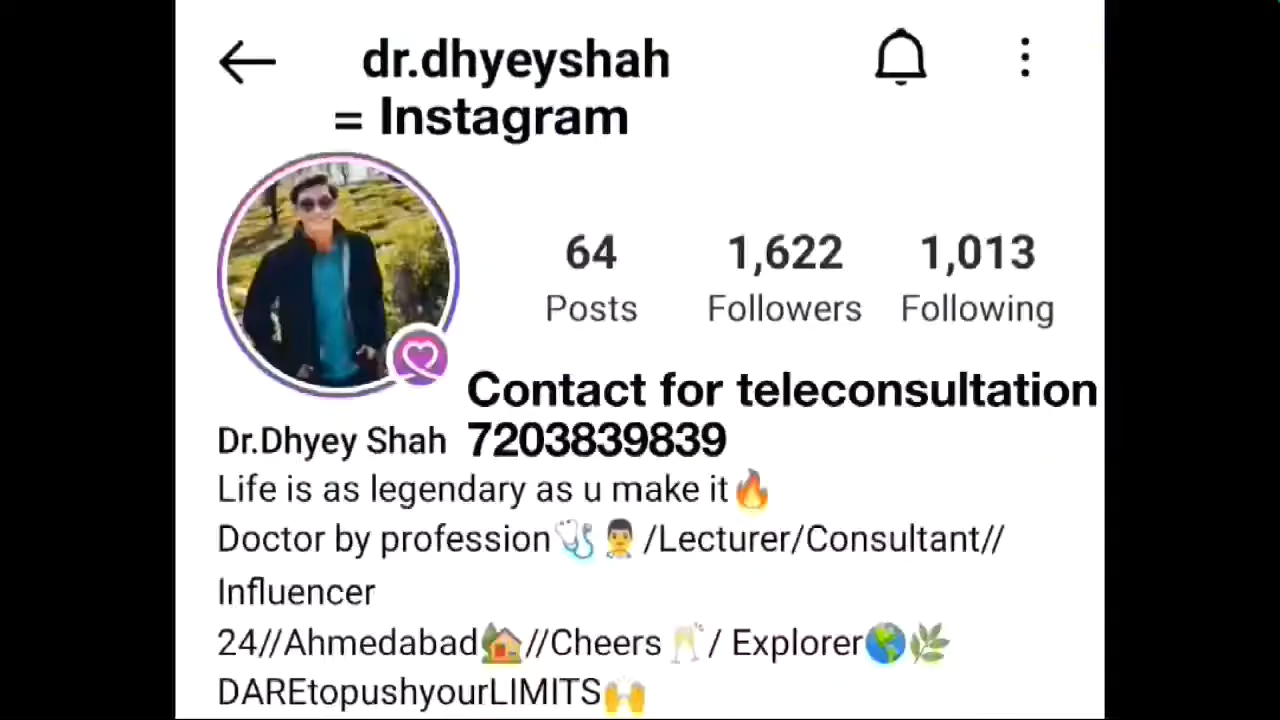 dr.dhyeyshah
= Instagram
64 1,622 1,013
Posts Followers Following
Contact for teleconsultation
Dr.Dhyey Shah 7203839839
Life is as legendary as u make it🔥
Doctor by profession🩺👨‍⚕️/Lecturer/Consultant//
Influencer
24//Ahmedabad🏡//Cheers🥂/ Explorer🌎🌿
DAREtopushyourLIMITS🙌